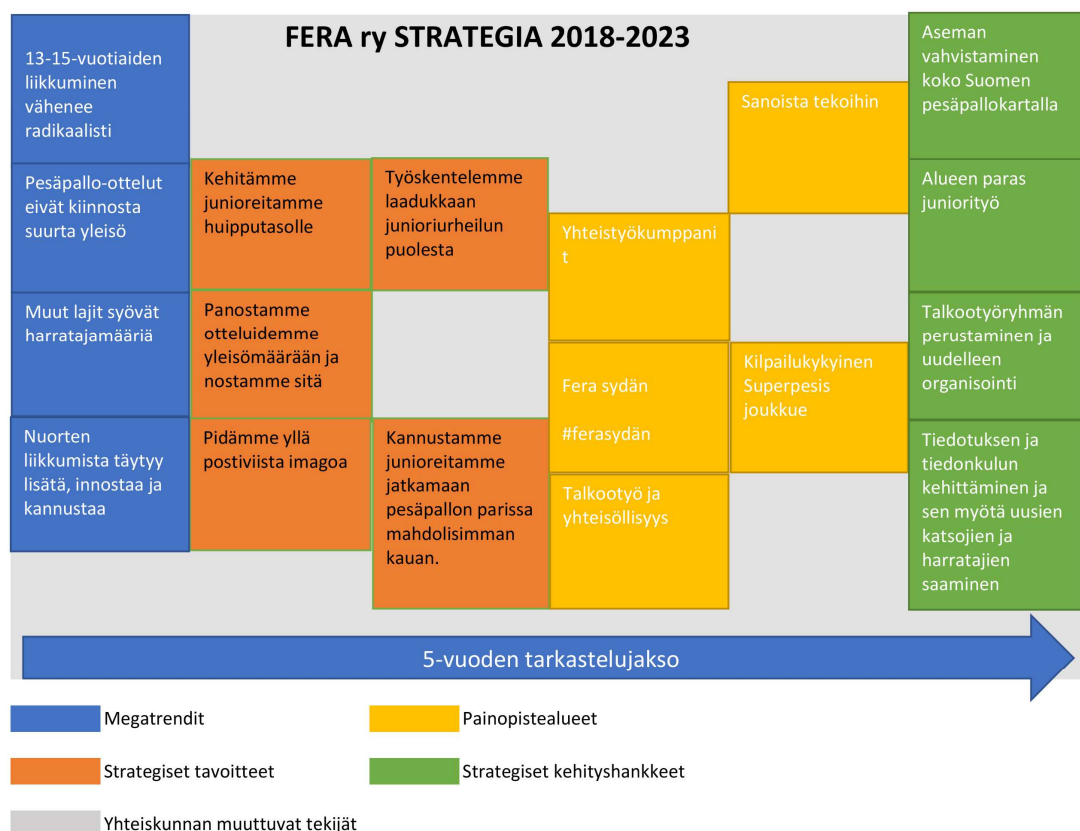 FERA ry STRATEGIA 2018-2023
13-15-vuotiaiden
liikkuminen
vähenee
radikaalisti
Pesäpallo-ottelut
eivät kiinnosta
suurta yleisö
Muut lajit syövät
harratajamääriä
Nuorten
liikkumista täytyy
lisätä, innostaa ja
kannustaa
Kehitämme
junioreitamme
huipputasolle
Panostamme
otteluidemme
yleisömäärään ja
nostamme sitä
Pidämme yllä
postiviista imagoa
Työskentelemme
laadukkaan
junioriurheilun
puolesta
Kannustamme
junioreitamme
jatkamaan
pesäpallon parissa
mahdolisimman
kauan.
Yhteistyökumppani
t
Fera sydän
#ferasydän
Talkootyö ja
yhteisöllisyys
Sanoista tekoihin
Kilpailukykyinen
Superpesis
joukkue
Aseman
vahvistaminen
koko Suomen
pesäpallokartalla
Alueen paras
juniorityö
Talkootyöryhmän
perustaminen ja
uudelleen
organisointi
Tiedotuksen ja
tiedonkulun
kehittäminen ja
sen myötä uusien
katsojien ja
harratajien
saaminen
5-vuoden tarkastelujakso
Megatrendit
Painopistealueet
Strategiset tavoitteet
Strategiset kehityshankkeet
Yhteiskunnan muuttuvat tekijät